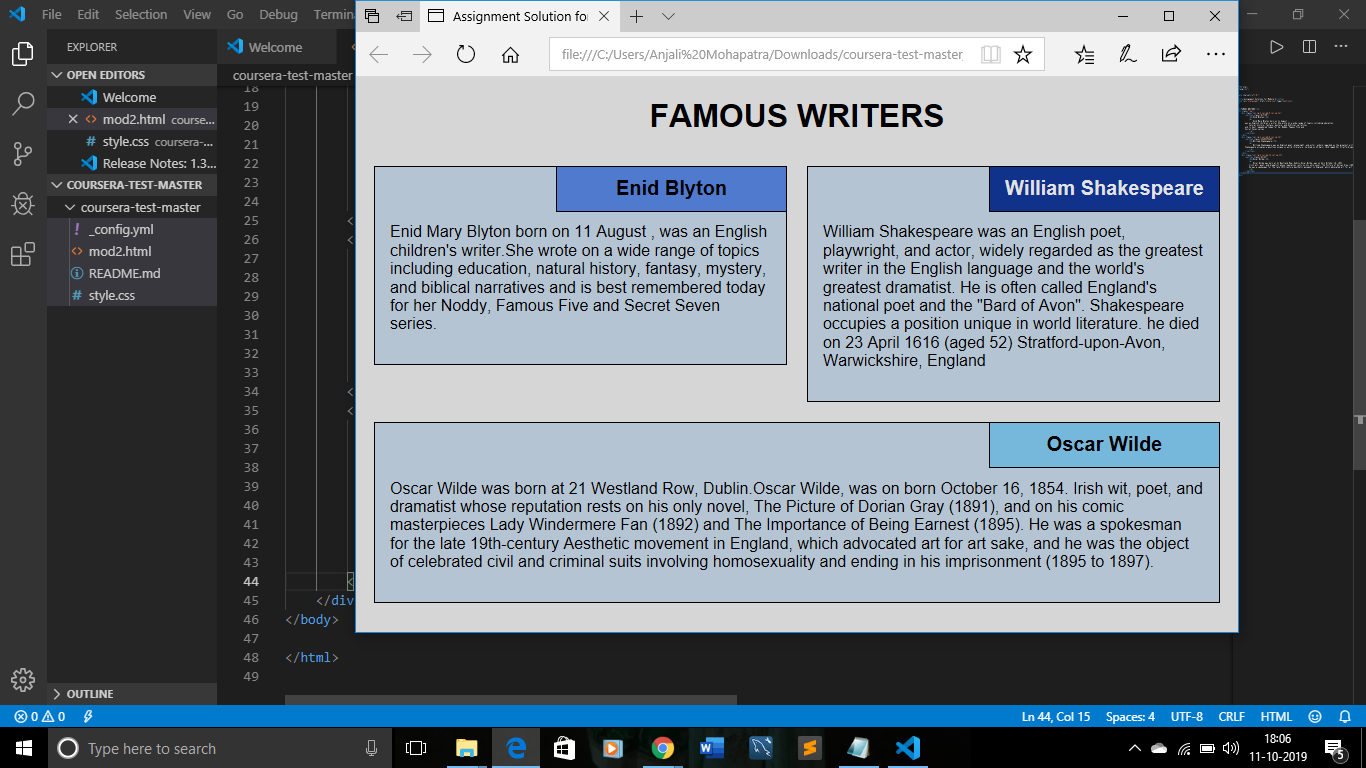 File Edit Selection View Go Debug Termin
Assignment Solution fo
file:///C:/Users/Anjali%20Mohapatra/Downloads/coursera-test-master
EXPLORER
OPEN EDITORS
Welcome
mod2.html course...
style.css coursera-...
Release Notes: 1.3...
COURSERA-TEST-MASTER
coursera-test-master
_config.yml
mod2.html
README.md
style.css
OUTLINE
Welcome
coursera-test-master
18
19
20
21
22
23
24
25 <
26 <
27
28
29
30
31
32
33
34 <
35 <
36
37
38
39
40
41
42
43
44 <
45 </div
46 </body>
47
48 </html>
49
FAMOUS WRITERS
Enid Blyton
Enid Mary Blyton born on 11 August , was an English
children's writer.She wrote on a wide range of topics
including education, natural history, fantasy, mystery,
and biblical narratives and is best remembered today
for her Noddy, Famous Five and Secret Seven
series.
William Shakespeare
William Shakespeare was an English poet,
playwright, and actor, widely regarded as the greatest
writer in the English language and the world's
greatest dramatist. He is often called England's
national poet and the "Bard of Avon". Shakespeare
occupies a position unique in world literature. he died
on 23 April 1616 (aged 52) Stratford-upon-Avon,
Warwickshire, England
Oscar Wilde
Oscar Wilde was born at 21 Westland Row, Dublin.Oscar Wilde, was on born October 16, 1854. Irish wit, poet, and
dramatist whose reputation rests on his only novel, The Picture of Dorian Gray (1891), and on his comic
masterpieces Lady Windermere Fan (1892) and The Importance of Being Earnest (1895). He was a spokesman
for the late 19th-century Aesthetic movement in England, which advocated art for art sake, and he was the object
of celebrated civil and criminal suits involving homosexuality and ending in his imprisonment (1895 to 1897).
0 0
Ln 44, Col 15 Spaces: 4 UTF-8 CRLF HTML
Type here to search
18:06
11-10-2019
5